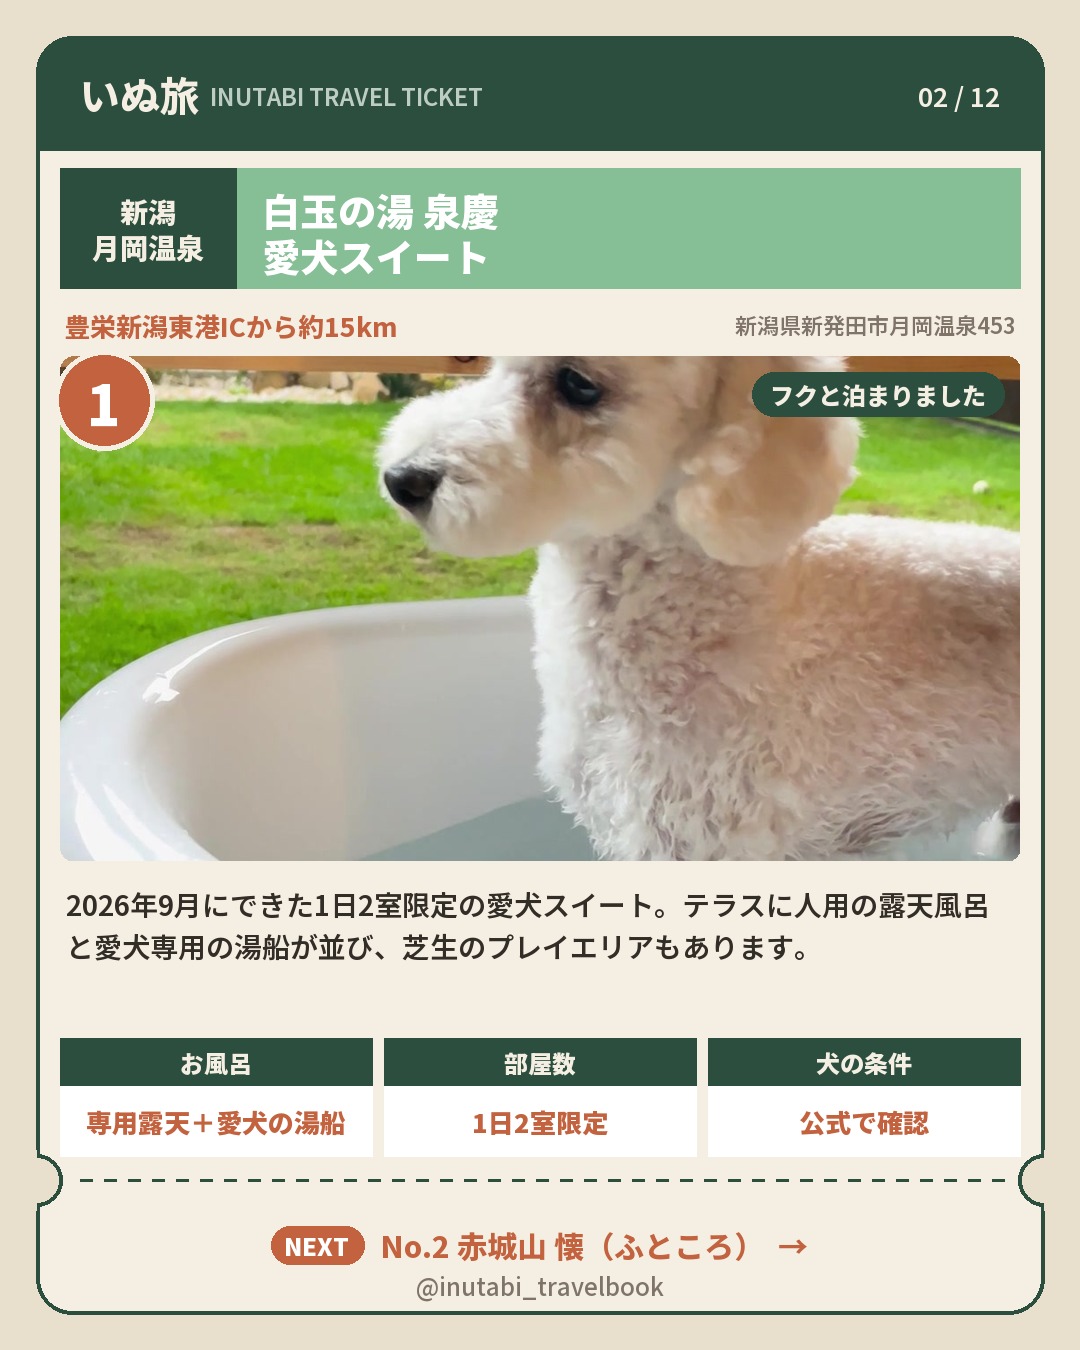 いぬ旅 INUTABI TRAVEL TICKET
02 / 12
新潟
月岡温泉
白玉の湯 泉慶
愛犬スイート
豊栄新潟東港ICから約15km
新潟県新発田市月岡温泉453
1
フクと泊まりました
2026年9月にできた1日2室限定の愛犬スイート。テラスに人用の露天風呂
と愛犬専用の湯船が並び、芝生のプレイエリアもあります。
お風呂
専用露天＋愛犬の湯船
部屋数
1日2室限定
犬の条件
公式で確認
NEXT No.2 赤城山 懐（ふところ） →
@inutabi_travelbook